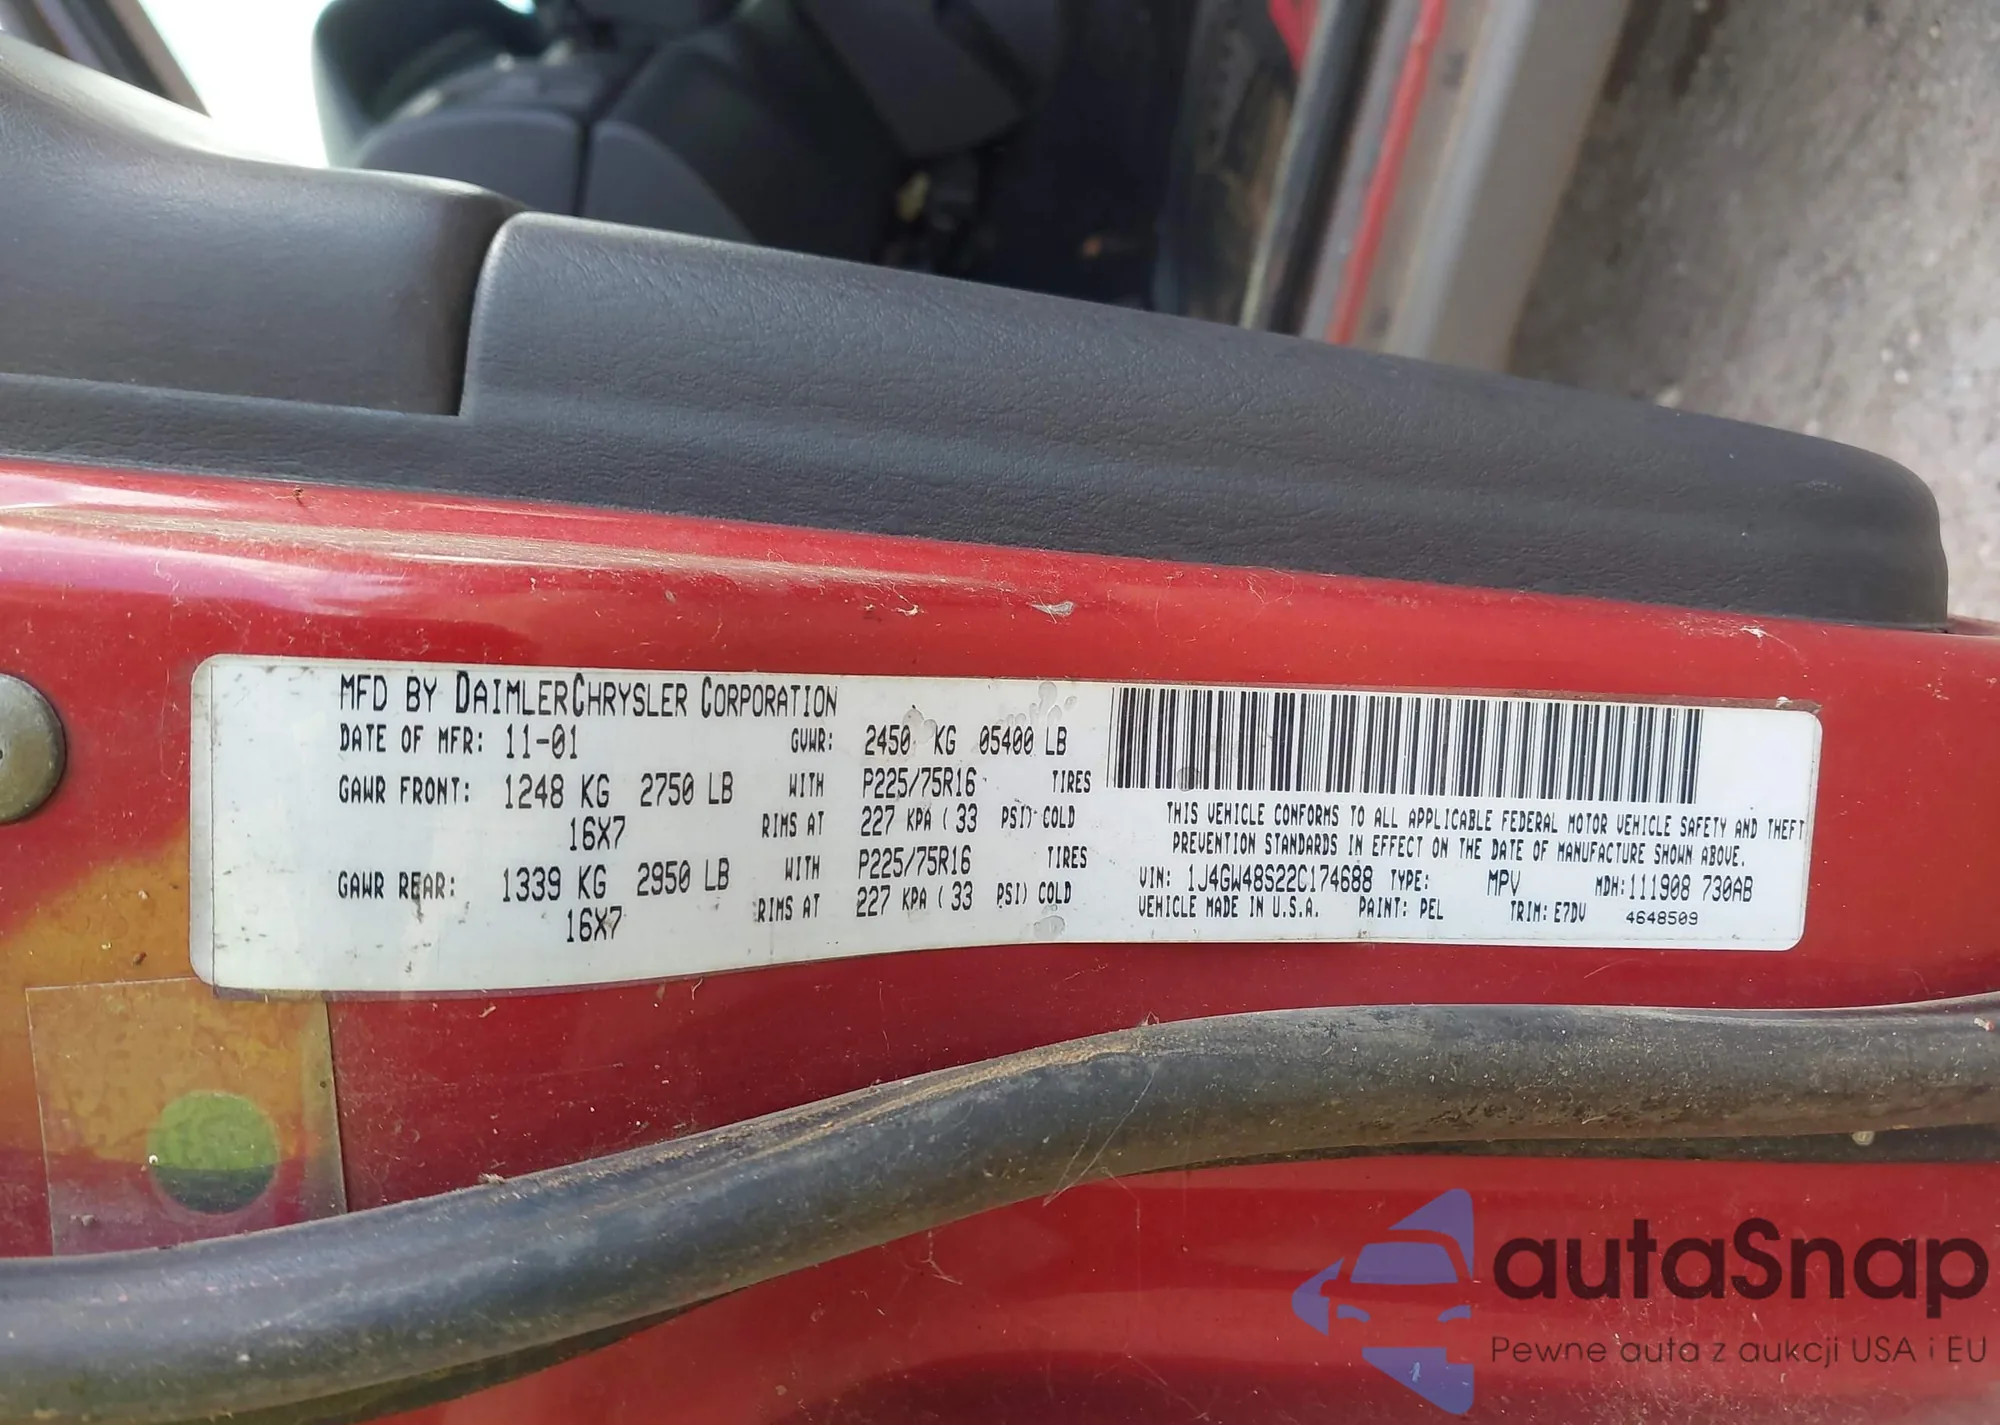 MFD BY DAIMLERCHRYSLER CORPORATION
DATE OF MFR: 11-01 GVWR: 2450 KG 05400 LB
GAWR FRONT: 1248 KG 2750 LB WITH P225/75R16 TIRES
16X7 RIMS AT 227 KPA ( 33 PSI) COLD
GAWR REAR: 1339 KG 2950 LB WITH P225/75R16 TIRES
16X7 RIMS AT 227 KPA ( 33 PSI) COLD
THIS VEHICLE CONFORMS TO ALL APPLICABLE FEDERAL MOTOR VEHICLE SAFETY AND THEFT
PREVENTION STANDARDS IN EFFECT ON THE DATE OF MANUFACTURE SHOWN ABOVE.
VIN: 1J4GW48S22C174688 TYPE: MPV MDH:111908 730AB
VEHICLE MADE IN U.S.A. PAINT: PEL TRIM: E7DV 4648509
autaSnap
Pewne auta z aukcji USA i EU